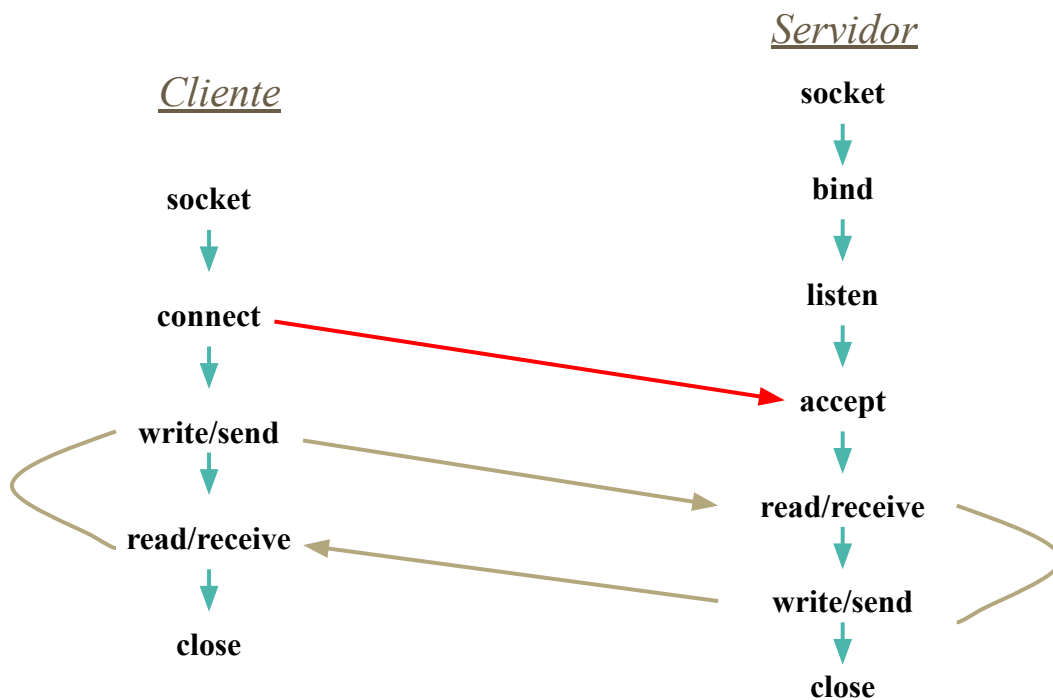 Cliente
socket
connect
write/send
read/receive
close
Servidor
socket
bind
listen
accept
read/receive
write/send
close